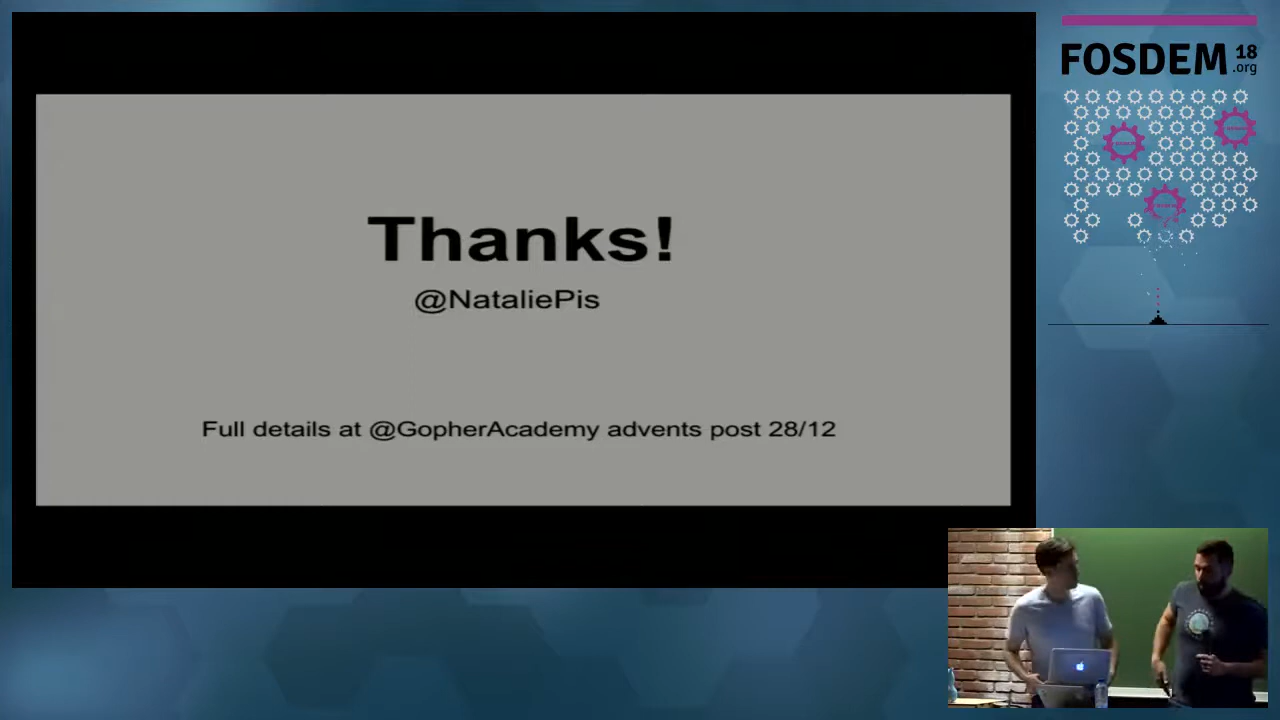 Thanks!
@NataliePis
Full details at @GopherAcademy advents post 28/12
FOSDEM 18
.org